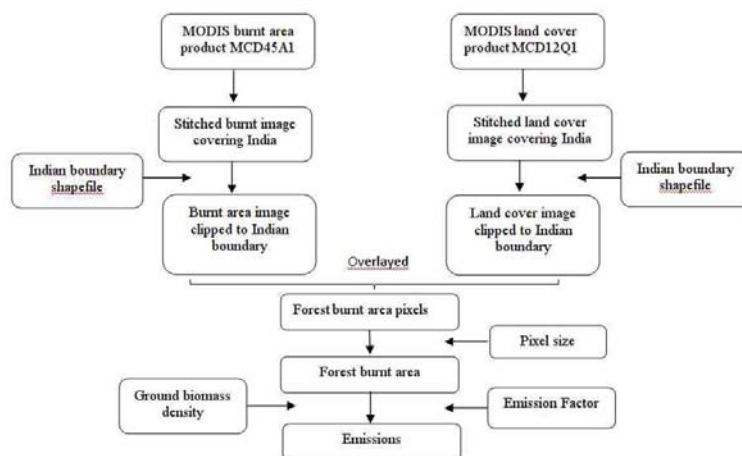 MODIS burnt area
product MCD45A1
MODIS land cover
product MCD12Q1
Stitched burnt image
covering India
Stitched land cover
image covering India
Indian boundary
shapefile
Indian boundary
shapefile
Burnt area image
clipped to Indian
boundary
Land cover image
clipped to Indian
boundary
Overlayed
Forest burnt area pixels
Pixel size
Forest burnt area
Ground biomass
density
Emission Factor
Emissions